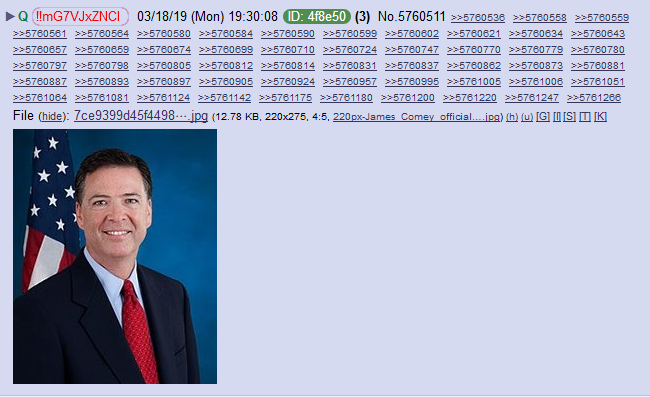 ▶ Q !!mG7VJxZNCI 03/18/19 (Mon) 19:30:08 ID: 4f8e50 (3) No.5760511 >>5760536 >>5760558 >>5760559
>>5760561 >>5760564 >>5760580 >>5760584 >>5760590 >>5760599 >>5760602 >>5760621 >>5760634 >>5760643
>>5760657 >>5760659 >>5760674 >>5760699 >>5760710 >>5760724 >>5760747 >>5760770 >>5760779 >>5760780
>>5760797 >>5760798 >>5760805 >>5760812 >>5760814 >>5760831 >>5760837 >>5760862 >>5760873 >>5760881
>>5760887 >>5760893 >>5760897 >>5760905 >>5760924 >>5760957 >>5760995 >>5761005 >>5761006 >>5761051
>>5761064 >>5761081 >>5761124 >>5761142 >>5761175 >>5761180 >>5761200 >>5761220 >>5761247 >>5761266
File (hide): 7ce9399d45f4498⋯.jpg (12.78 KB, 220x275, 4:5, 220px-James_Comey_official….jpg) (h) (u) [G] [I] [S] [T] [K]